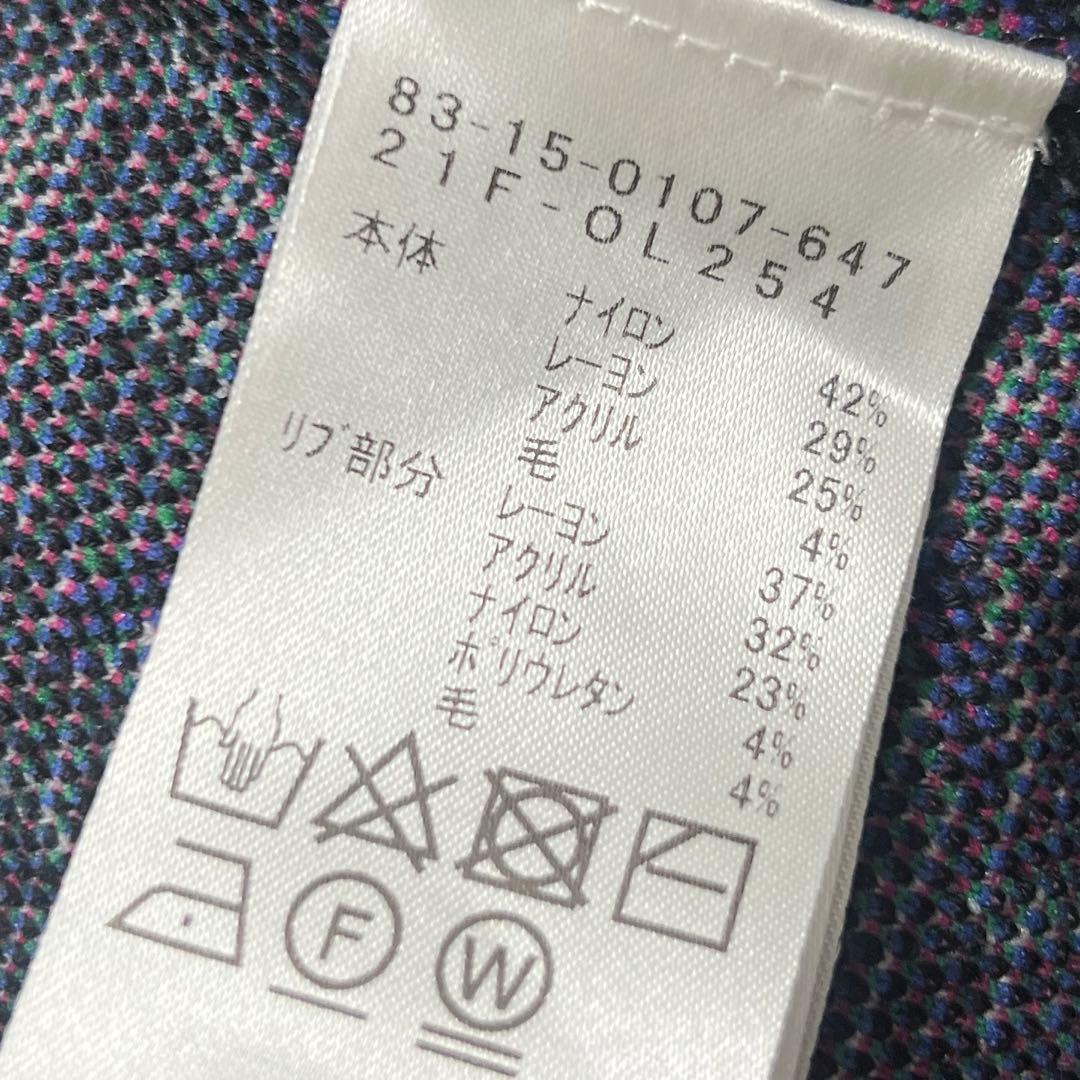 83-15-0107-647
21F-OL254
本体
ナイロン 42%
レーヨン 29%
アクリル 25%
毛 4%
リブ部分
レーヨン 37%
アクリル 32%
ナイロン 23%
ポリウレタン 4%
毛 4%
F
W